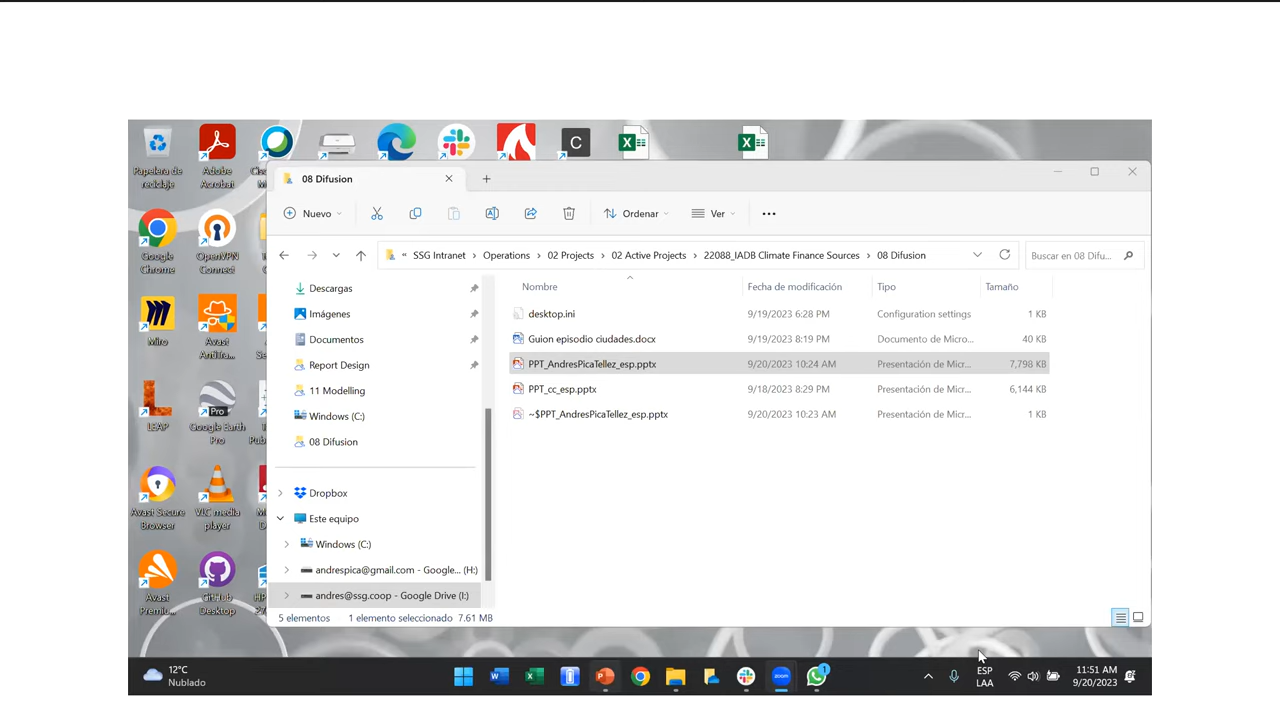 Papelera de
reciclaje
Adobe
Acrobat
08 Difusion
Nuevo
Ordenar
Ver
« SSG Intranet > Operations > 02 Projects > 02 Active Projects > 22088_IADB Climate Finance Sources > 08 Difusion
Buscar en 08 Difu...
Google
Chrome
OpenVPN
Connect
Miro
Avast
AntiTra...
LEAP
Google Earth
Pro
Avast Secure
Browser
VLC media
player
Avast
Premiu...
GitHub
Desktop
Descargas
Imágenes
Documentos
Report Design
11 Modelling
Windows (C:)
08 Difusion
Dropbox
Este equipo
Windows (C:)
andrespica@gmail.com - Google... (H:)
andres@ssg.coop - Google Drive (I:)
Nombre Fecha de modificación Tipo Tamaño
desktop.ini 9/19/2023 6:28 PM Configuration settings 1 KB
Guion episodio ciudades.docx 9/19/2023 8:19 PM Documento de Micro... 40 KB
PPT_AndresPicaTellez_esp.pptx 9/20/2023 10:24 AM Presentación de Micr... 7,798 KB
PPT_cc_esp.pptx 9/18/2023 8:29 PM Presentación de Micr... 6,144 KB
~$PPT_AndresPicaTellez_esp.pptx 9/20/2023 10:23 AM Presentación de Micr... 1 KB
5 elementos 1 elemento seleccionado 7.61 MB
12°C
Nublado
zoom
1
ESP
LAA
11:51 AM
9/20/2023